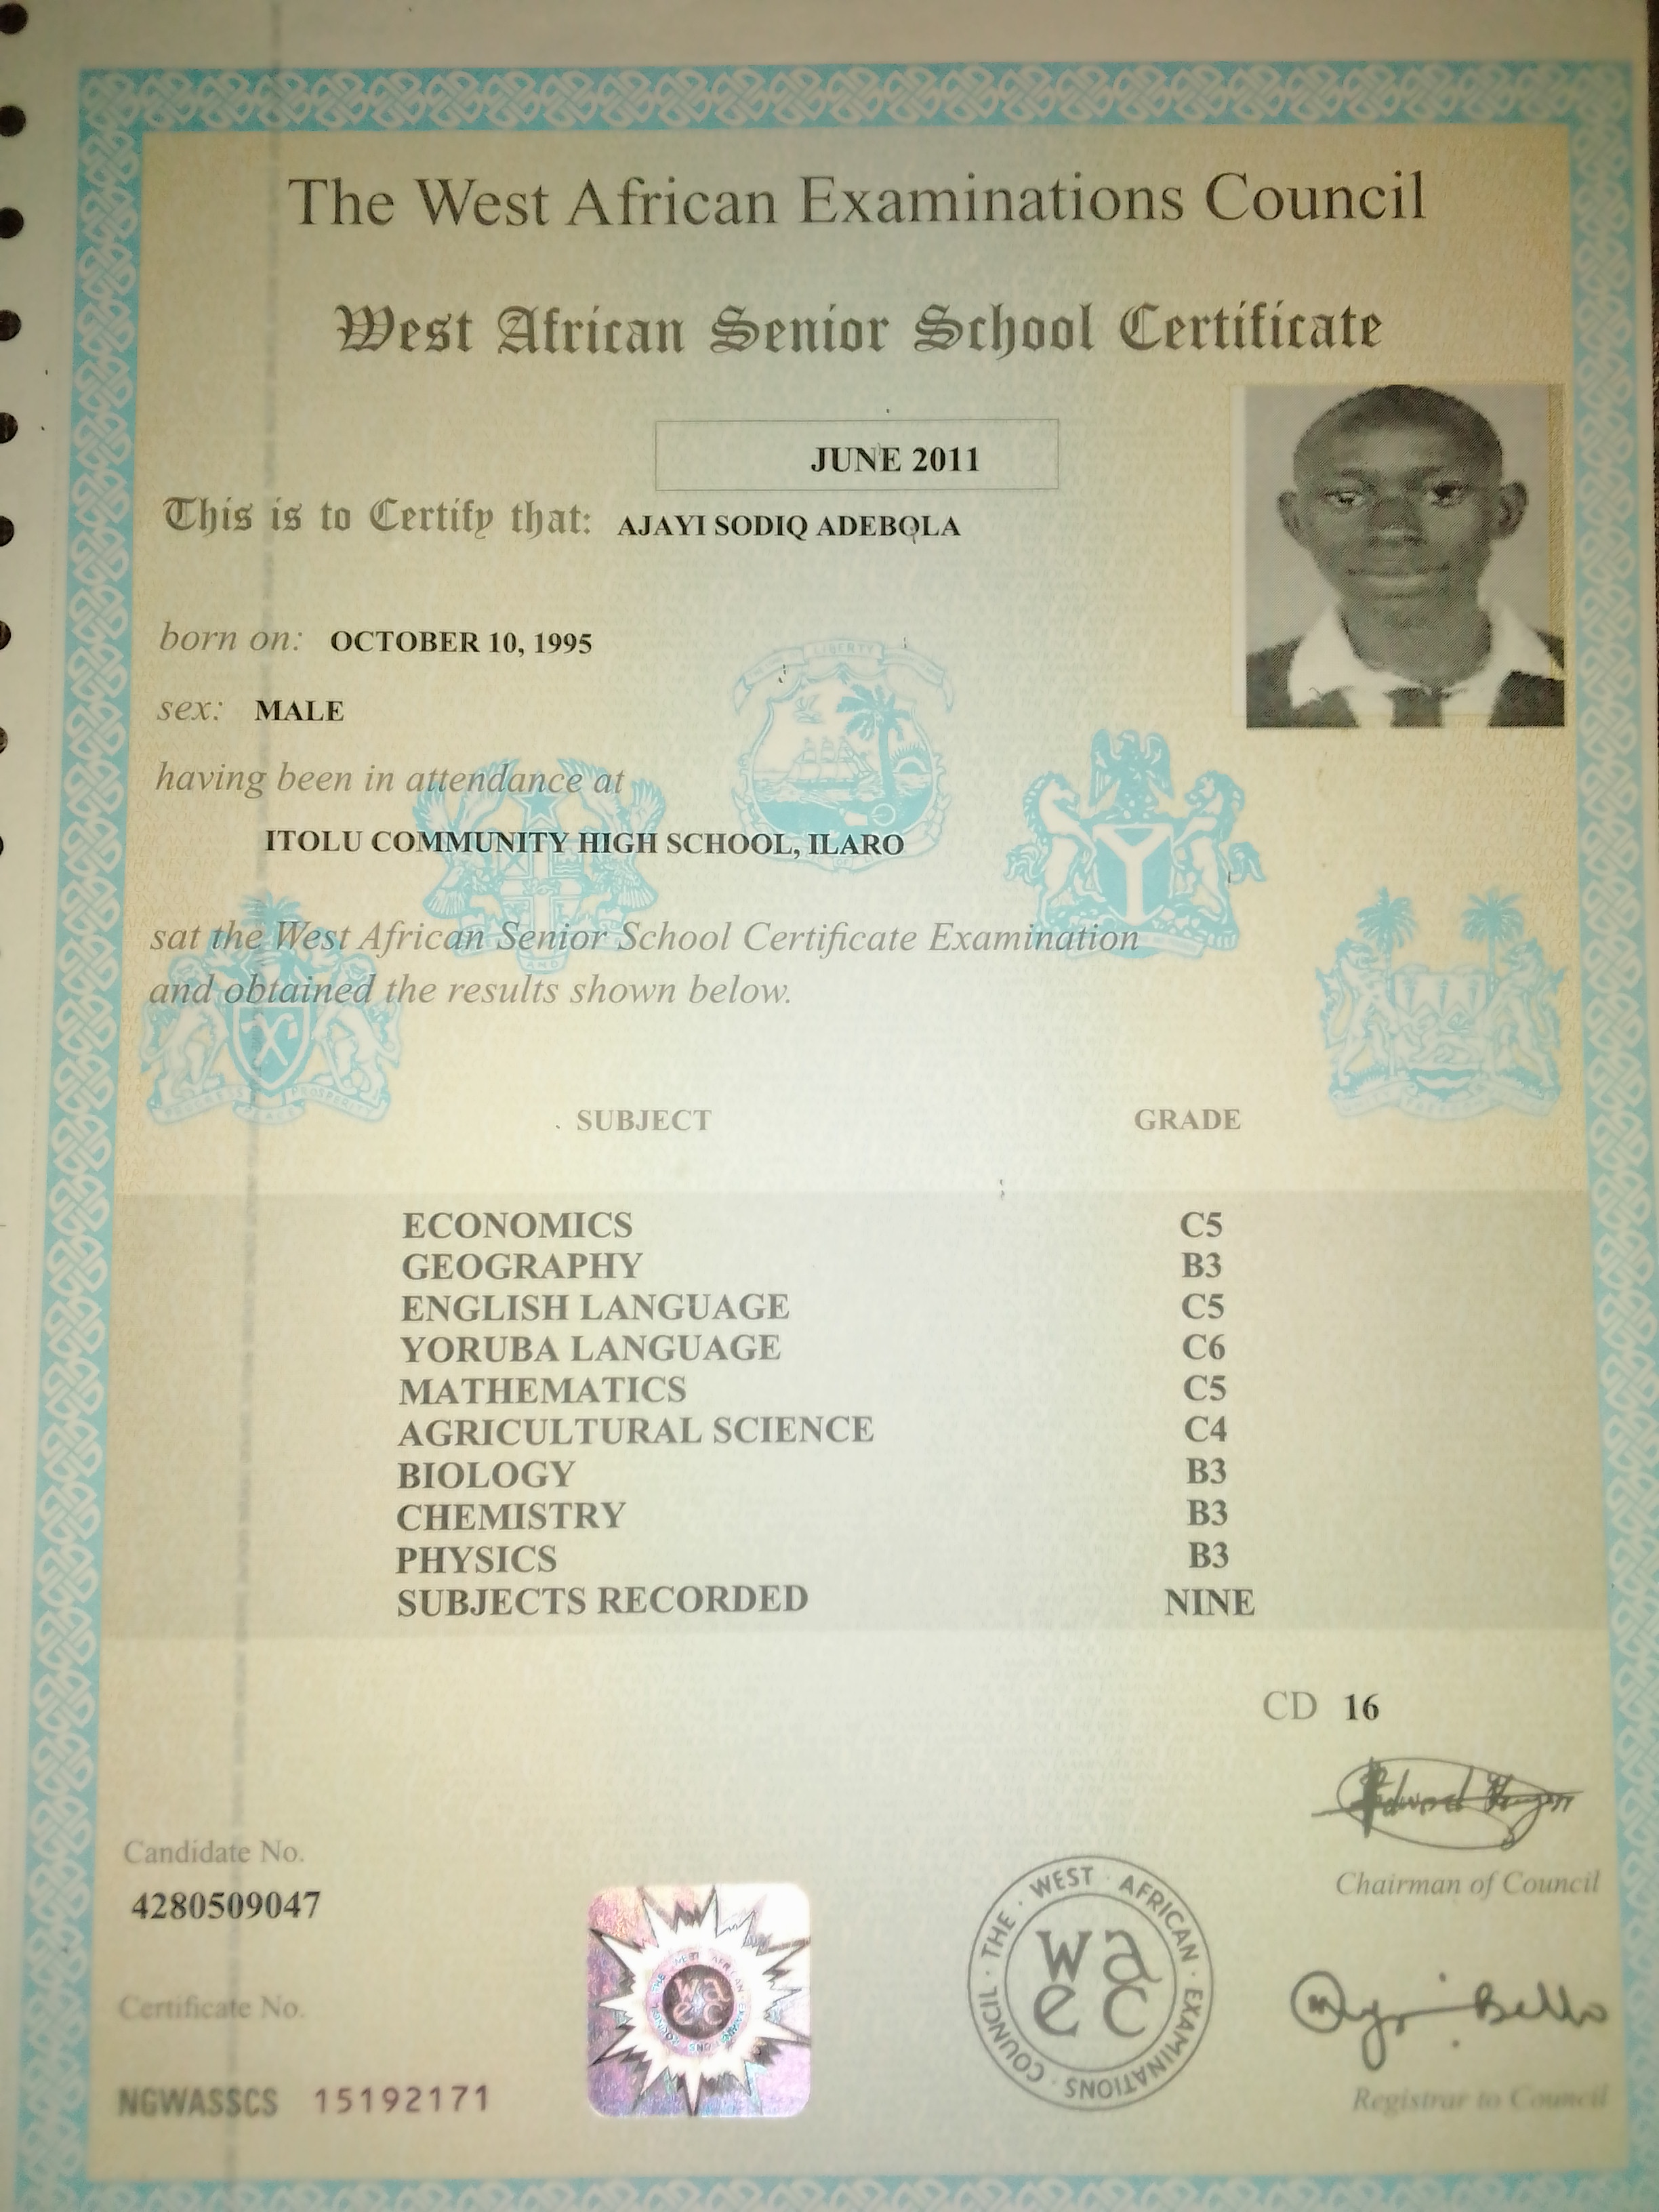 The West African Examinations Council
West African Senior School Certificate
JUNE 2011
This is to Certify that: AJAYI SODIQ ADEBOLA
born on: OCTOBER 10, 1995
sex: MALE
having been in attendance at
ITOLU COMMUNITY HIGH SCHOOL, ILARO
sat the West African Senior School Certificate Examination
and obtained the results shown below.
SUBJECT GRADE
ECONOMICS C5
GEOGRAPHY B3
ENGLISH LANGUAGE C5
YORUBA LANGUAGE C6
MATHEMATICS C5
AGRICULTURAL SCIENCE C4
BIOLOGY B3
CHEMISTRY B3
PHYSICS B3
SUBJECTS RECORDED NINE
CD 16
Chairman of Council
Candidate No.
4280509047
Certificate No.
NGWASSCS 15192171
waec
THE · WEST · AFRICAN · EXAMINATIONS · COUNCIL ·
wa
ec
Bello
Registrar to Council